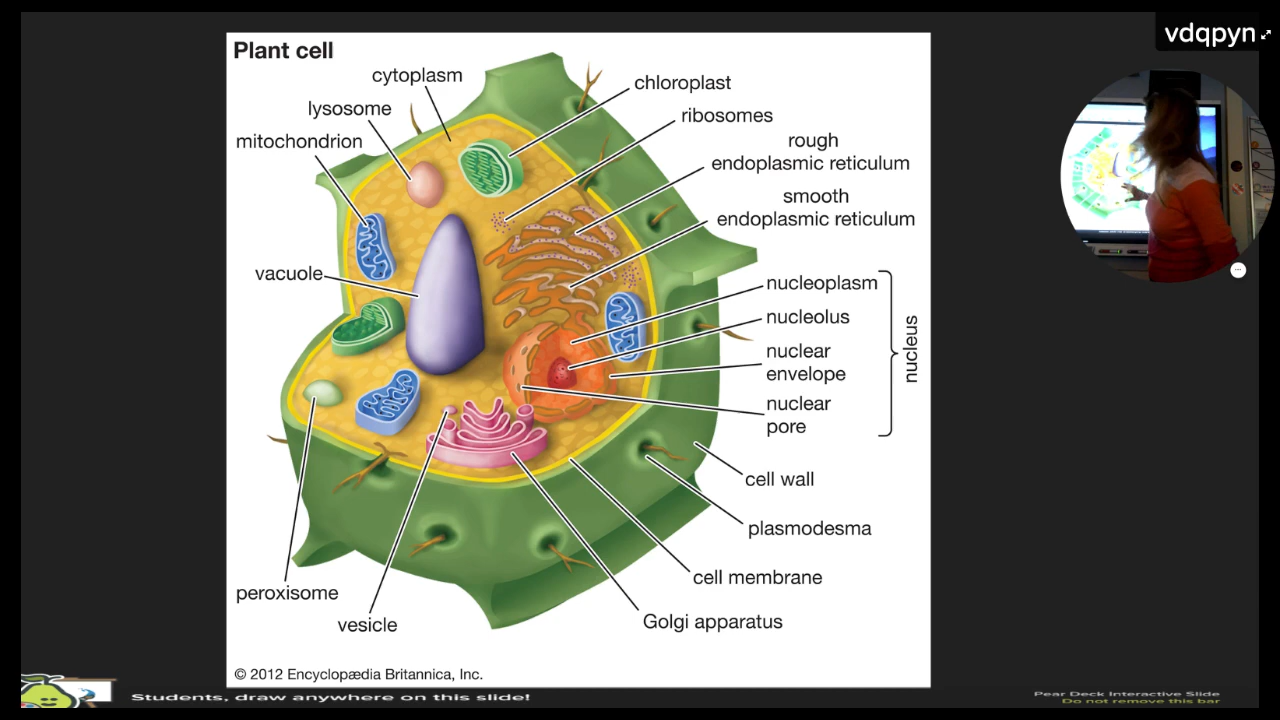 vdqpyn
Plant cell
cytoplasm
chloroplast
lysosome
ribosomes
mitochondrion
rough
endoplasmic reticulum
smooth
endoplasmic reticulum
vacuole
nucleoplasm
nucleolus
nuclear
envelope
nuclear
pore
nucleus
cell wall
plasmodesma
cell membrane
peroxisome
vesicle
Golgi apparatus
© 2012 Encyclopædia Britannica, Inc.
Students, draw anywhere on this slide!
Pear Deck Interactive Slide
Do not remove this bar